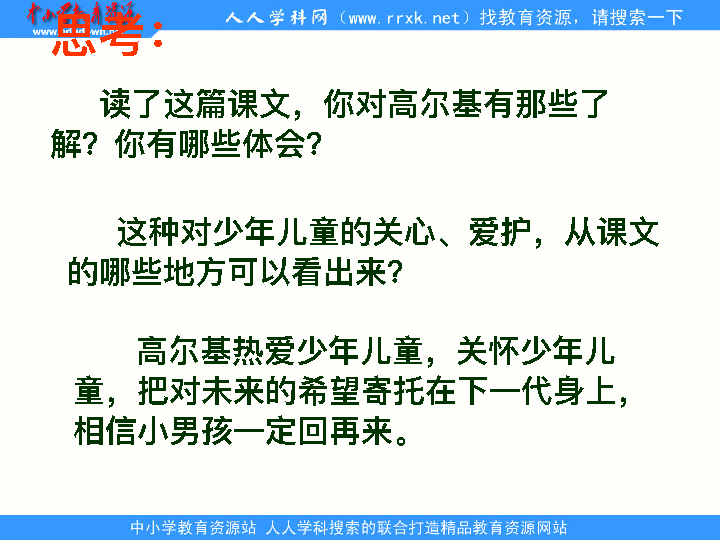 中小学教育资源
www.edudown.net
人人学科网（www.rrxk.net）找教育资源，请搜索一下
思考：
读了这篇课文，你对高尔基有那些了
解？你有哪些体会？
这种对少年儿童的关心、爱护，从课文
的哪些地方可以看出来？
高尔基热爱少年儿童，关怀少年儿
童，把对未来的希望寄托在下一代身上，
相信小男孩一定回再来。
中小学教育资源站 人人学科搜索的联合打造精品教育资源网站